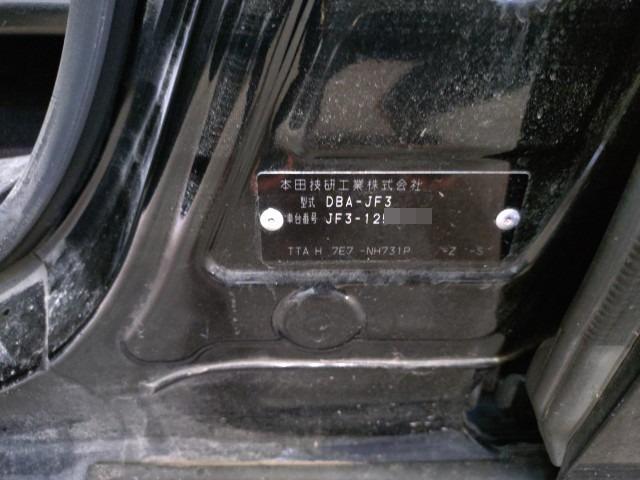 本田技研工業株式会社
型式 DBA-JF3
車台番号 JF3-125
TTA H 7E7 -NH731P -Z -S